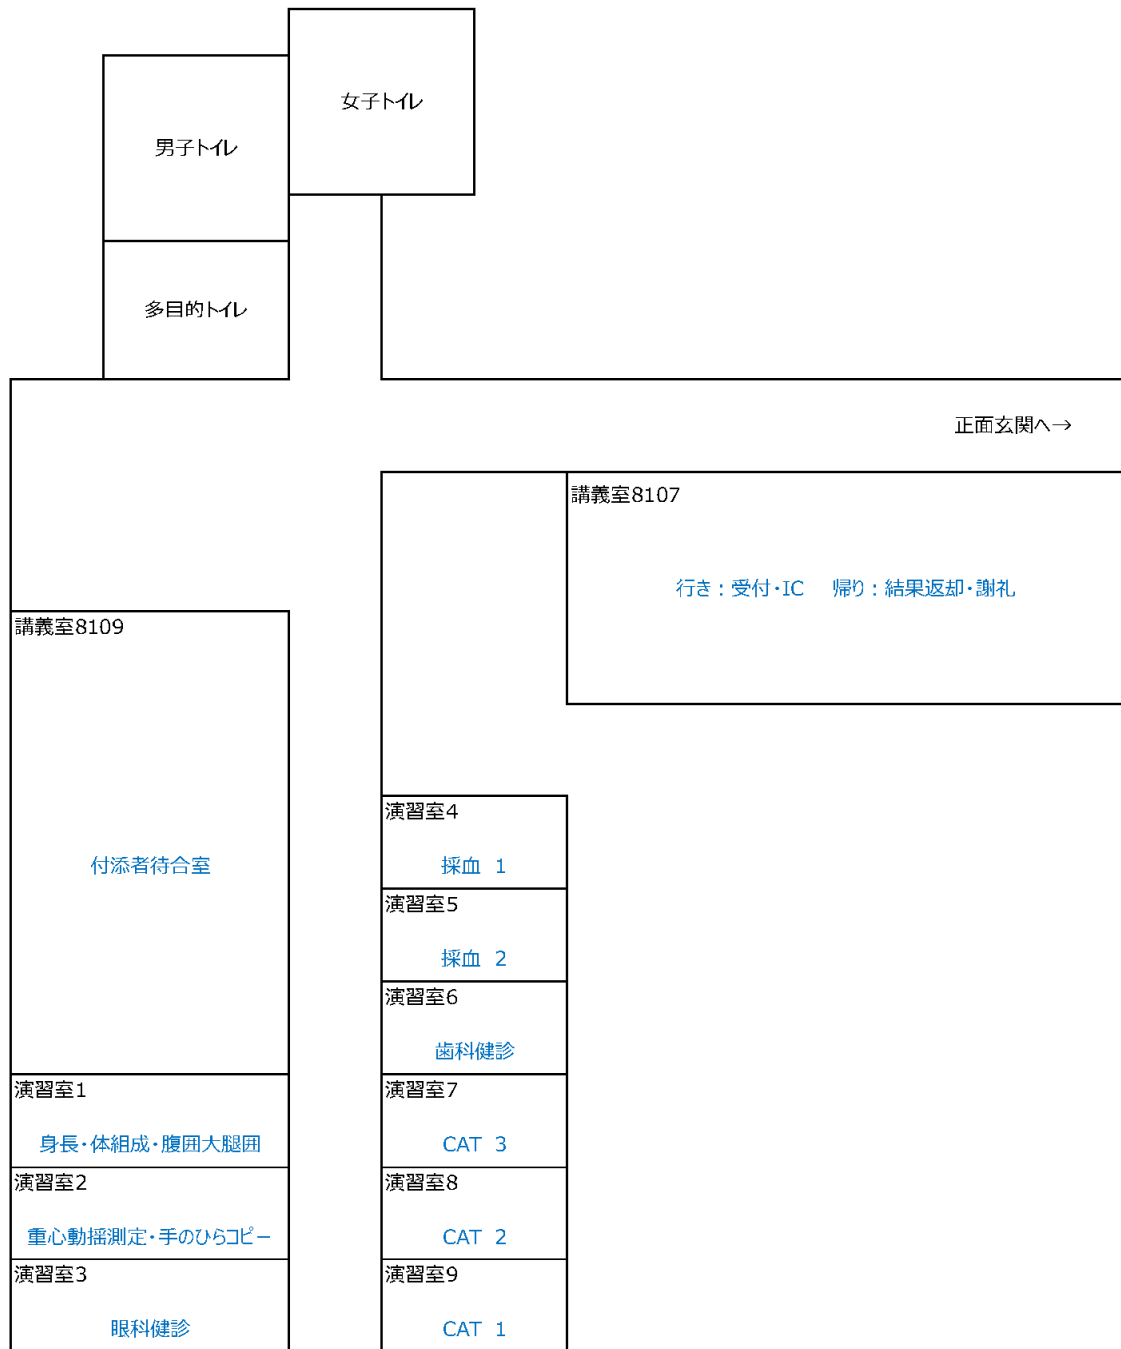 女子トイレ
男子トイレ
多目的トイレ
正面玄関へ→
講義室8107
行き：受付・IC　帰り：結果返却・謝礼
講義室8109
付添者待合室
演習室4
採血 1
演習室5
採血 2
演習室6
歯科健診
演習室1
身長・体組成・腹囲大腿囲
演習室7
CAT 3
演習室2
重心動揺測定・手のひらコピー
演習室8
CAT 2
演習室3
眼科健診
演習室9
CAT 1